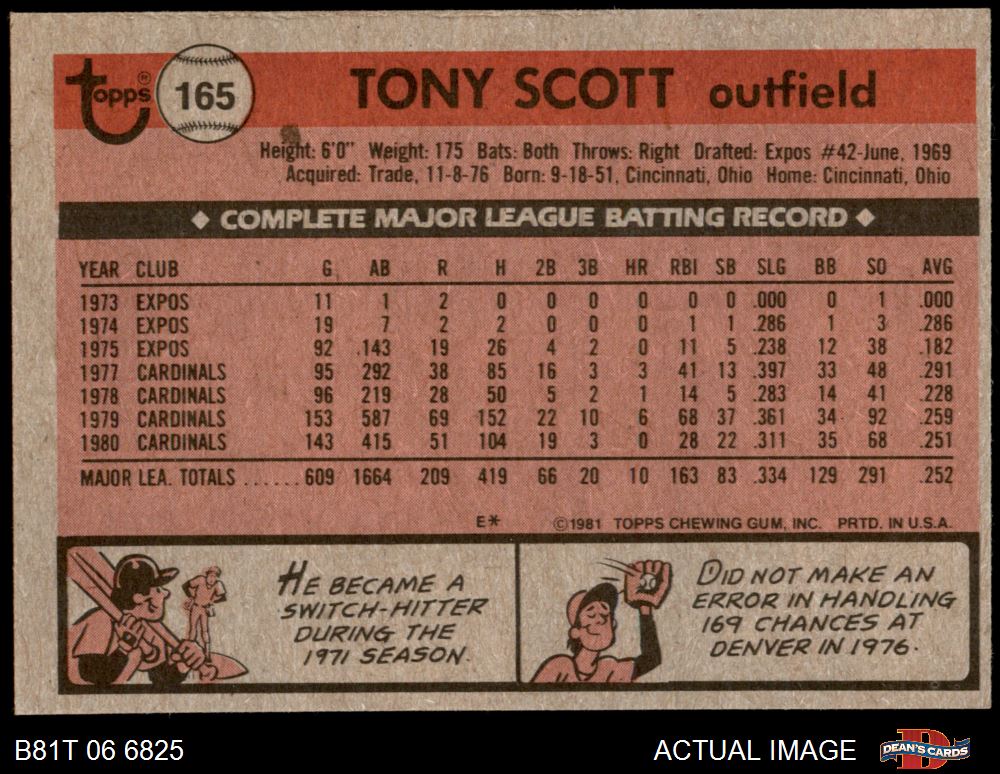 Topps® 165 TONY SCOTT outfield
Height: 6'0" Weight: 175 Bats: Both Throws: Right Drafted: Expos #42-June, 1969
Acquired: Trade, 11-8-76 Born: 9-18-51, Cincinnati, Ohio Home: Cincinnati, Ohio
◆ COMPLETE MAJOR LEAGUE BATTING RECORD ◆
YEAR CLUB G AB R H 2B 3B HR RBI SB SLG BB SO AVG
1973 EXPOS 11 1 2 0 0 0 0 0 0 .000 0 1 .000
1974 EXPOS 19 7 2 2 0 0 0 1 1 .286 1 3 .286
1975 EXPOS 92 143 19 26 4 2 0 11 5 .238 12 38 .182
1977 CARDINALS 95 292 38 85 16 3 3 41 13 .397 33 48 .291
1978 CARDINALS 96 219 28 50 5 2 1 14 5 .283 14 41 .228
1979 CARDINALS 153 587 69 152 22 10 6 68 37 .361 34 92 .259
1980 CARDINALS 143 415 51 104 19 3 0 28 22 .311 35 68 .251
MAJOR LEA. TOTALS ...... 609 1664 209 419 66 20 10 163 83 .334 129 291 .252
E* ©1981 TOPPS CHEWING GUM, INC. PRTD. IN U.S.A.
HE BECAME A
SWITCH-HITTER
DURING THE
1971 SEASON.
DID NOT MAKE AN
ERROR IN HANDLING
169 CHANCES AT
DENVER IN 1976.
B81T 06 6825 ACTUAL IMAGE DEAN'S CARDS